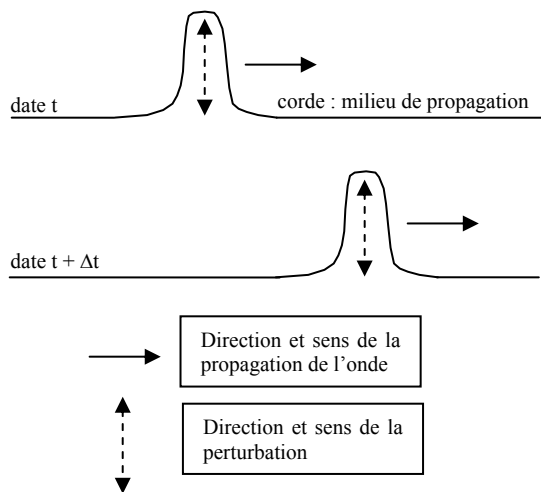 date t
corde : milieu de propagation
date t + Δt
Direction et sens de la
propagation de l'onde
Direction et sens de la
perturbation